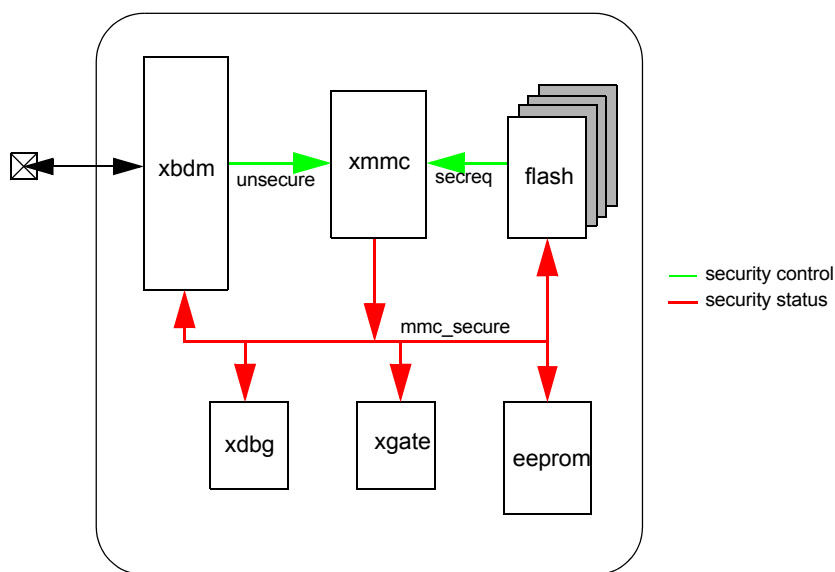 xbdm
xmmc
flash
unsecure
secreq
security control
security status
mmc_secure
xdbg
xgate
eeprom